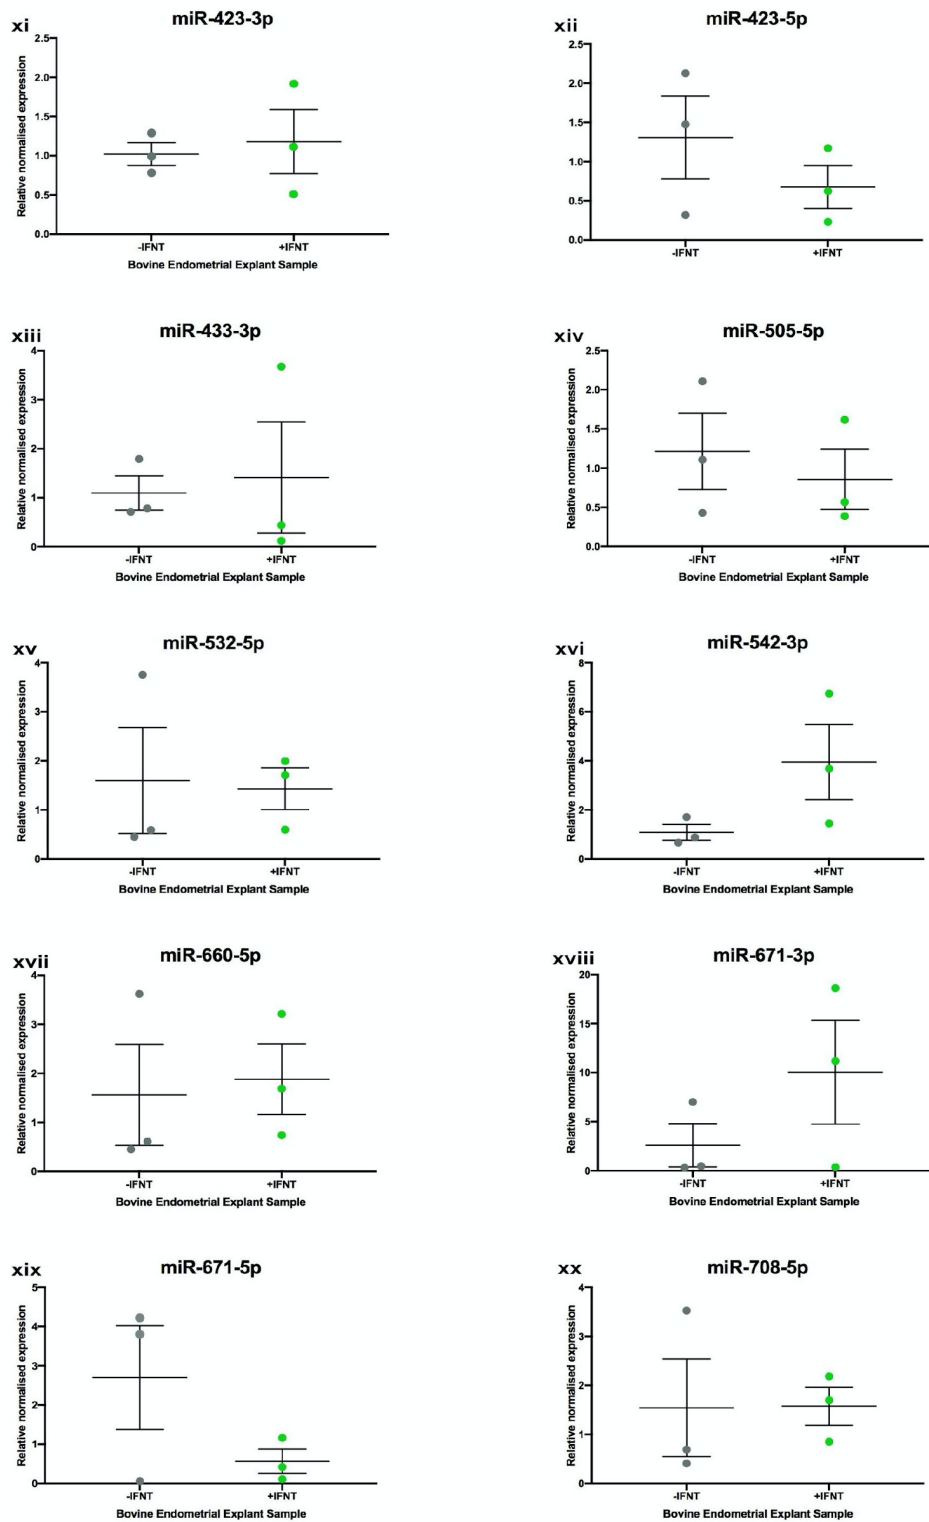 xi
miR-423-3p
Relative normalised expression
2.5
2.0
1.5
1.0
0.5
0.0
-IFNT
+IFNT
Bovine Endometrial Explant Sample
xii
miR-423-5p
Relative normalised expression
2.5
2.0
1.5
1.0
0.5
0.0
-IFNT
+IFNT
Bovine Endometrial Explant Sample
xiii
miR-433-3p
Relative normalised expression
4
3
2
1
0
-IFNT
+IFNT
Bovine Endometrial Explant Sample
xiv
miR-505-5p
Relative normalised expression
2.5
2.0
1.5
1.0
0.5
0.0
-IFNT
+IFNT
Bovine Endometrial Explant Sample
xv
miR-532-5p
Relative normalised expression
4
3
2
1
0
-IFNT
+IFNT
Bovine Endometrial Explant Sample
xvi
miR-542-3p
Relative normalised expression
8
6
4
2
0
-IFNT
+IFNT
Bovine Endometrial Explant Sample
xvii
miR-660-5p
Relative normalised expression
4
3
2
1
0
-IFNT
+IFNT
Bovine Endometrial Explant Sample
xviii
miR-671-3p
Relative normalised expression
20
15
10
5
0
-IFNT
+IFNT
Bovine Endometrial Explant Sample
xix
miR-671-5p
Relative normalised expression
5
4
3
2
1
0
-IFNT
+IFNT
Bovine Endometrial Explant Sample
xx
miR-708-5p
Relative normalised expression
4
3
2
1
0
-IFNT
+IFNT
Bovine Endometrial Explant Sample